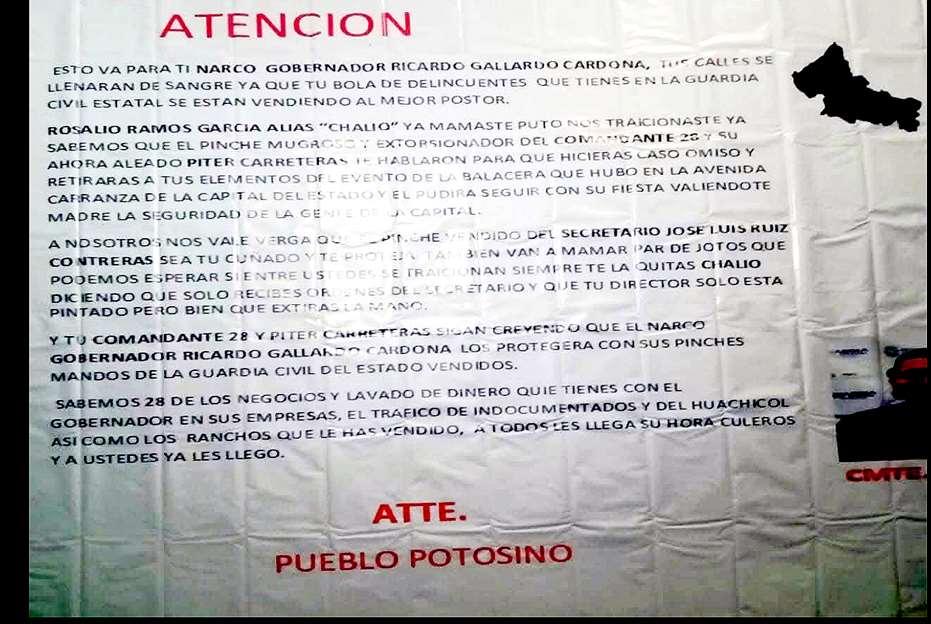 ATENCION
ESTO VA PARA TI NARCO GOBERNADOR RICARDO GALLARDO CARDONA, TUS CALLES SE
LLENARAN DE SANGRE YA QUE TU BOLA DE DELINCUENTES QUE TIENES EN LA GUARDIA
CIVIL ESTATAL SE ESTAN VENDIENDO AL MEJOR POSTOR.
ROSALIO RAMOS GARCIA ALIAS "CHALIO" YA MAMASTE PUTO NOS TRAICIONASTE YA
SABEMOS QUE EL PINCHE MUGROSO Y EXTORSIONADOR DEL COMANDANTE 28 Y SU
AHORA ALEADO PITER CARRETERAS TE HABLARON PARA QUE HICIERAS CASO OMISO Y
RETIRARAS A TUS ELEMENTOS DEL EVENTO DE LA BALACERA QUE HUBO EN LA AVENIDA
CARRANZA DE LA CAPITAL DEL ESTADO Y EL PUDIRA SEGUIR CON SU FIESTA VALIENDOTE
MADRE LA SEGURIDAD DE LA GENTE DE LA CAPITAL.
A NOSOTROS NOS VALE VERGA QUE PINCHE VENDIDO DEL SECRETARIO JOSE LUIS RUIZ
CONTRERAS SEA TU CUÑADO Y TE PROTEJA, TAMBIEN VAN A MAMAR PAR DE JOTOS QUE
PODEMOS ESPERAR SI ENTRE USTEDES SE TRAICIONAN SIEMPRE TE LA QUITAS CHALIO
DICIENDO QUE SOLO RECIBES ORDENES DEL SECRETARIO Y QUE TU DIRECTOR SOLO ESTA
PINTADO PERO BIEN QUE EXTIRAS LA MANO.
Y TU COMANDANTE 28 Y PITER CARRETERAS SIGAN CREYENDO QUE EL NARCO
GOBERNADOR RICARDO GALLARDO CARDONA LOS PROTEGERA CON SUS PINCHES
MANDOS DE LA GUARDIA CIVIL DEL ESTADO VENDIDOS.
SABEMOS 28 DE LOS NEGOCIOS Y LAVADO DE DINERO QUIE TIENES CON EL
GOBERNADOR EN SUS EMPRESAS, EL TRAFICO DE INDOCUMENTADOS Y DEL HUACHICOL
ASI COMO LOS RANCHOS QUE LE HAS VENDIDO, A TODOS LES LLEGA SU HORA CULEROS
Y A USTEDES YA LES LLEGO.
CMTE.
ATTE.
PUEBLO POTOSINO